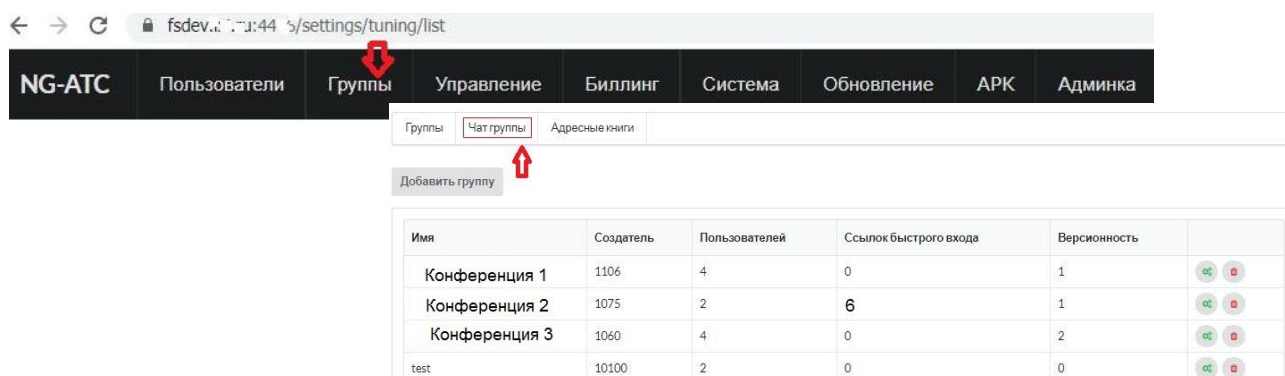 /settings/tuning/list
NG-ATC Пользователи Группы Управление Биллинг Система Обновление APK Админка
Группы Чат группы Адресные книги
Добавить группу
Имя Создатель Пользователей Ссылок быстрого входа Версионность
Конференция 1 1106 4 0 1
Конференция 2 1075 2 6 1
Конференция 3 1060 4 0 2
test 10100 2 0 0